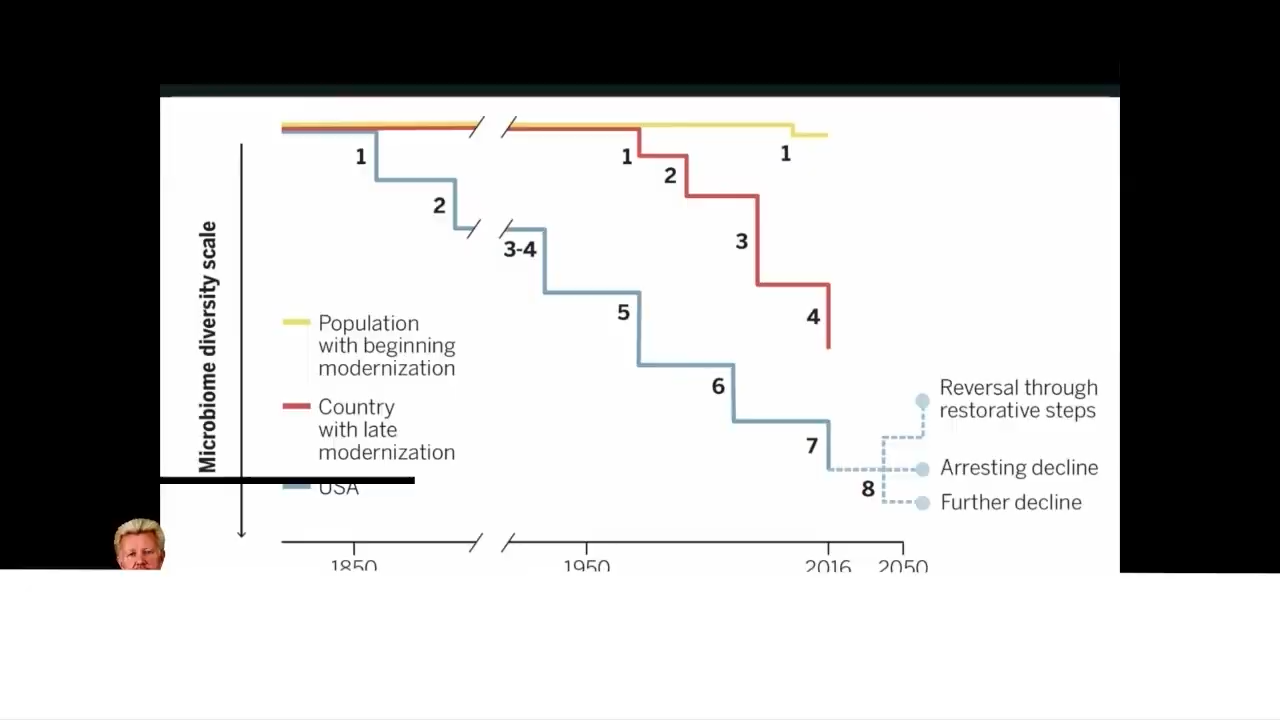 1
1
1
2
2
3-4
3
5
4
6
7
8
Microbiome diversity scale
Population
with beginning
modernization
Country
with late
modernization
USA
Reversal through
restorative steps
Arresting decline
Further decline
1850
1950
2016
2050